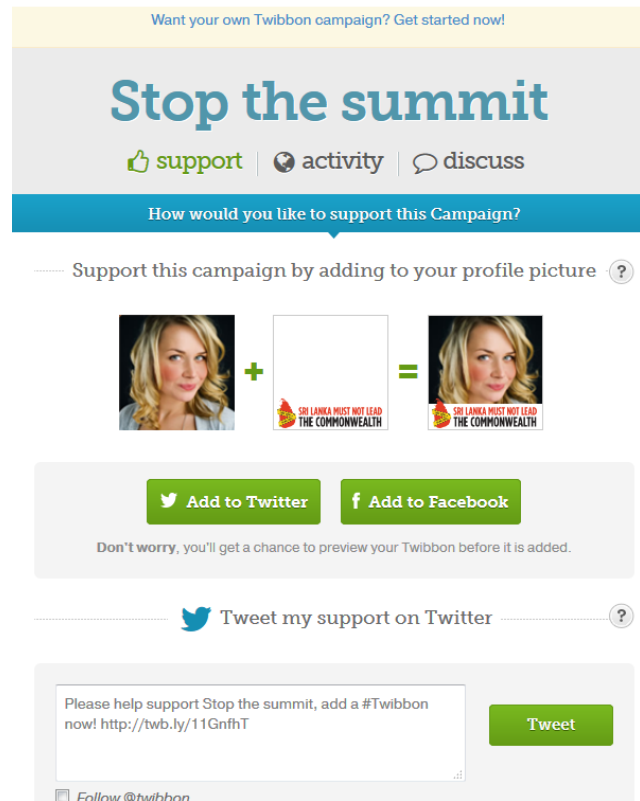 Want your own Twibbon campaign? Get started now!
Stop the summit
support
activity
discuss
How would you like to support this Campaign?
Support this campaign by adding to your profile picture
?
+
SRI LANKA MUST NOT LEAD
THE COMMONWEALTH
=
SRI LANKA MUST NOT LEAD
THE COMMONWEALTH
Add to Twitter
f Add to Facebook
Don't worry, you'll get a chance to preview your Twibbon before it is added.
Tweet my support on Twitter
?
Please help support Stop the summit, add a #Twibbon
now! http://twb.ly/11GnfhT
Tweet
Follow @twibbon